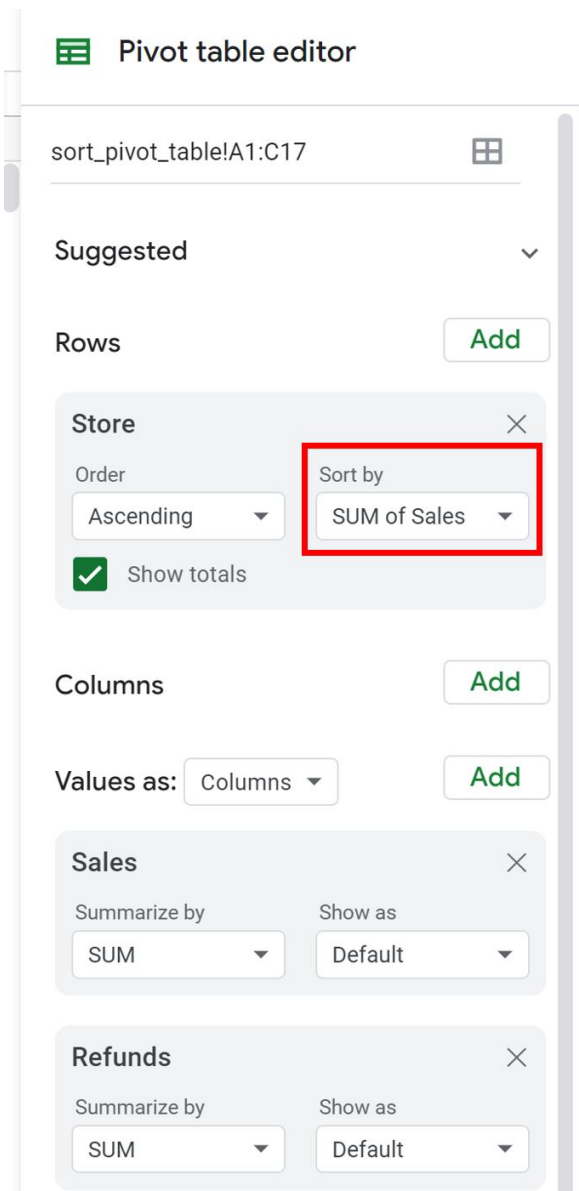 Pivot table editor
sort_pivot_table!A1:C17
Suggested
Rows Add
Store
Order Sort by
Ascending SUM of Sales
Show totals
Columns Add
Values as: Columns Add
Sales
Summarize by Show as
SUM Default
Refunds
Summarize by Show as
SUM Default